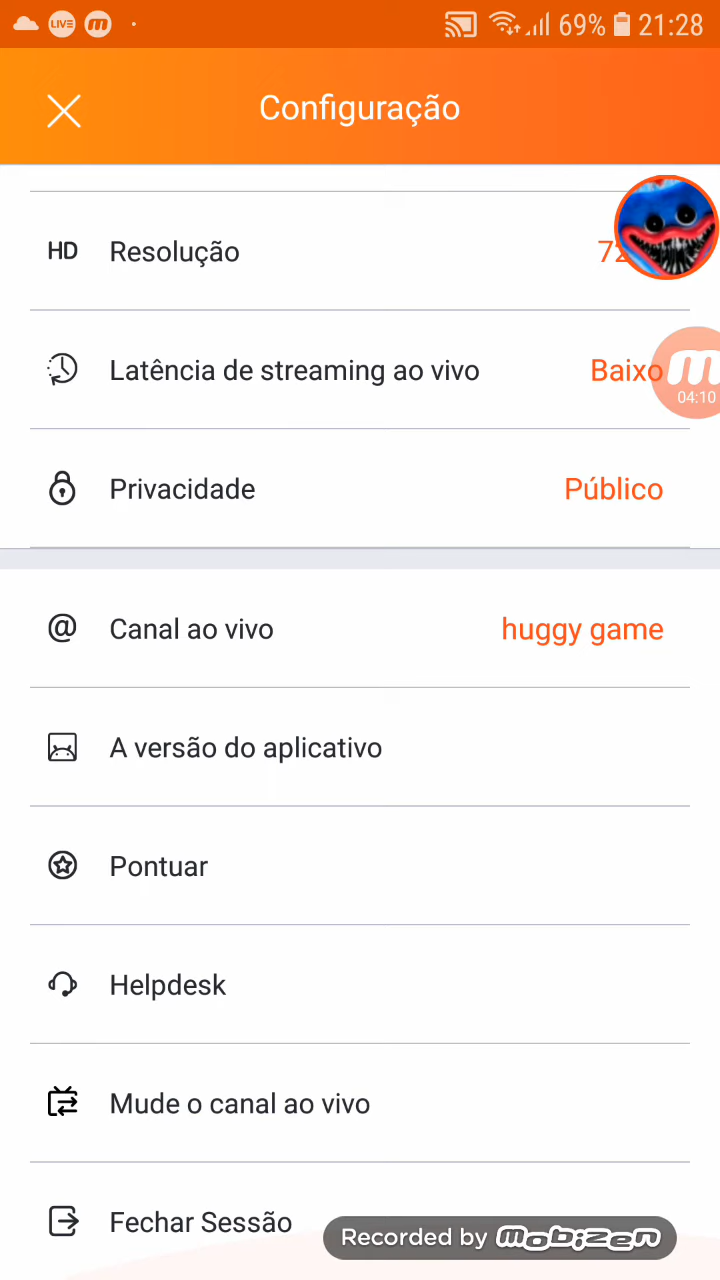 LIVE
69%
21:28
Configuração
HD
Resolução
Latência de streaming ao vivo
Baixo
04:10
Privacidade
Público
@
Canal ao vivo
huggy game
A versão do aplicativo
Pontuar
Helpdesk
Mude o canal ao vivo
Fechar Sessão
Recorded by mobizen